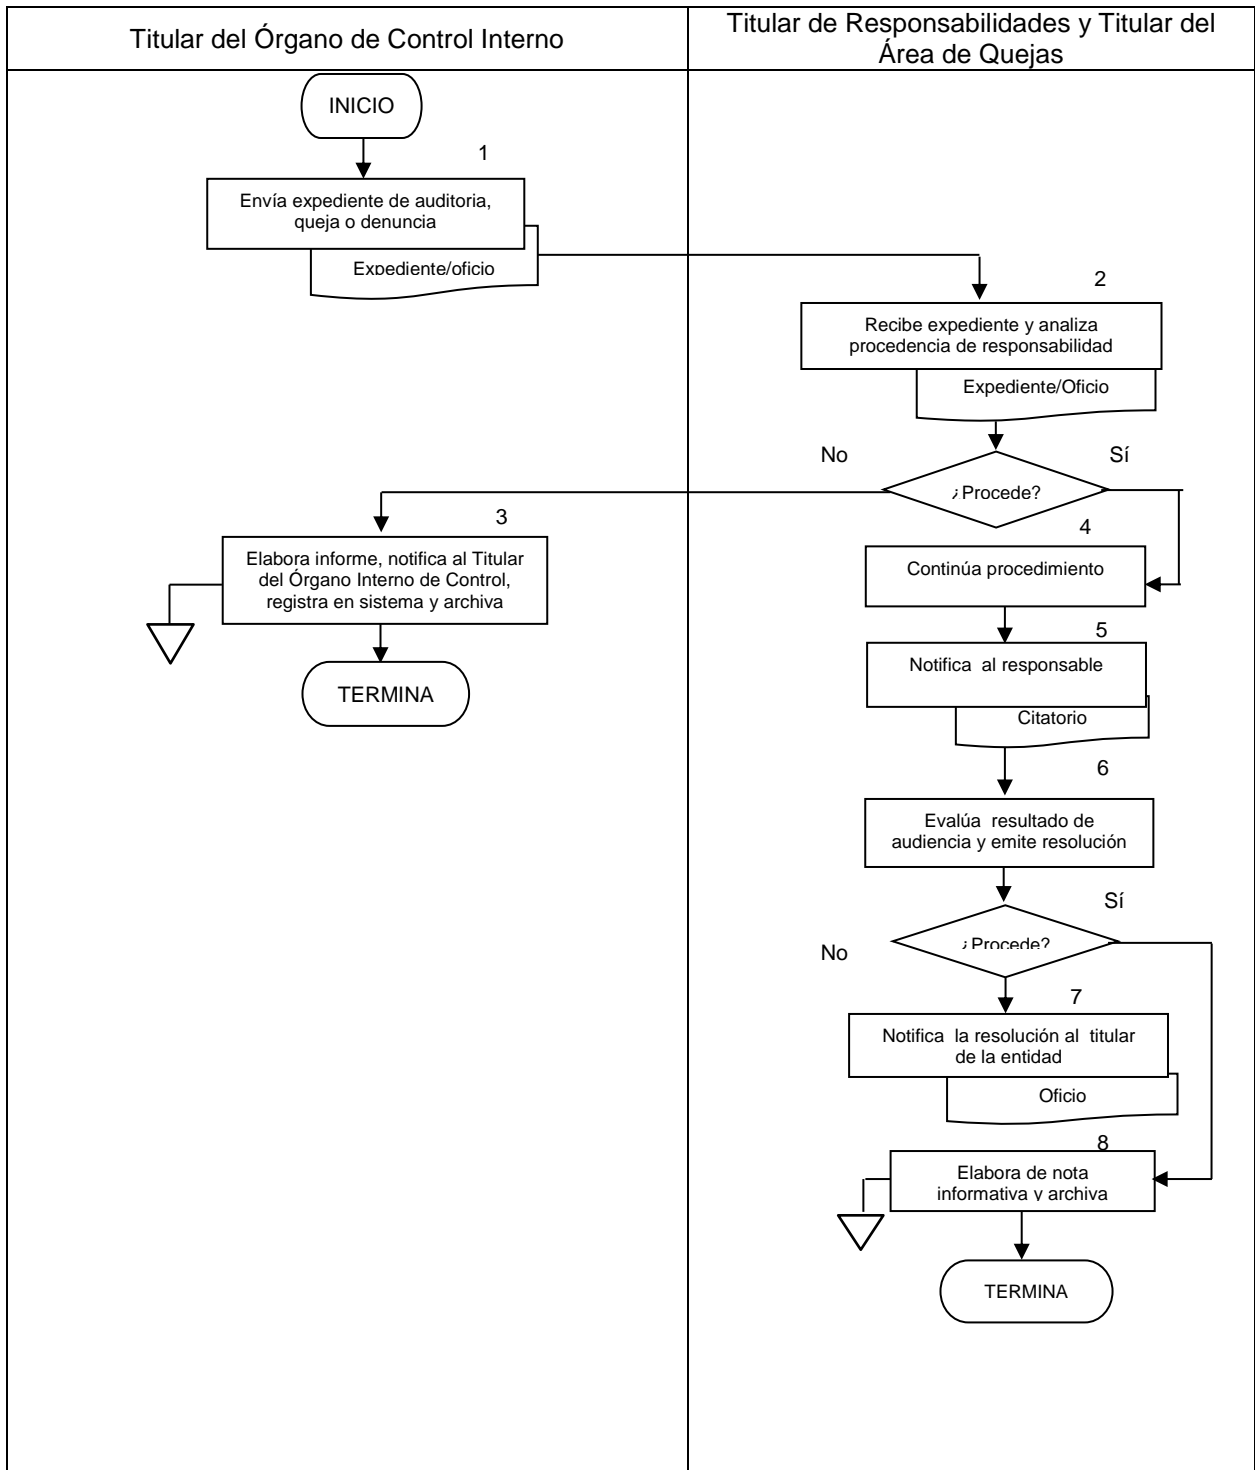 Titular del Órgano de Control Interno
Titular de Responsabilidades y Titular del
Área de Quejas
INICIO
1
Envía expediente de auditoria,
queja o denuncia
Expediente/oficio
2
Recibe expediente y analiza
procedencia de responsabilidad
Expediente/Oficio
No
Sí
¿Procede?
3
Elabora informe, notifica al Titular
del Órgano Interno de Control,
registra en sistema y archiva
TERMINA
4
Continúa procedimiento
5
Notifica al responsable
Citatorio
6
Evalúa resultado de
audiencia y emite resolución
Sí
No
¿Procede?
7
Notifica la resolución al titular
de la entidad
Oficio
8
Elabora de nota
informativa y archiva
TERMINA